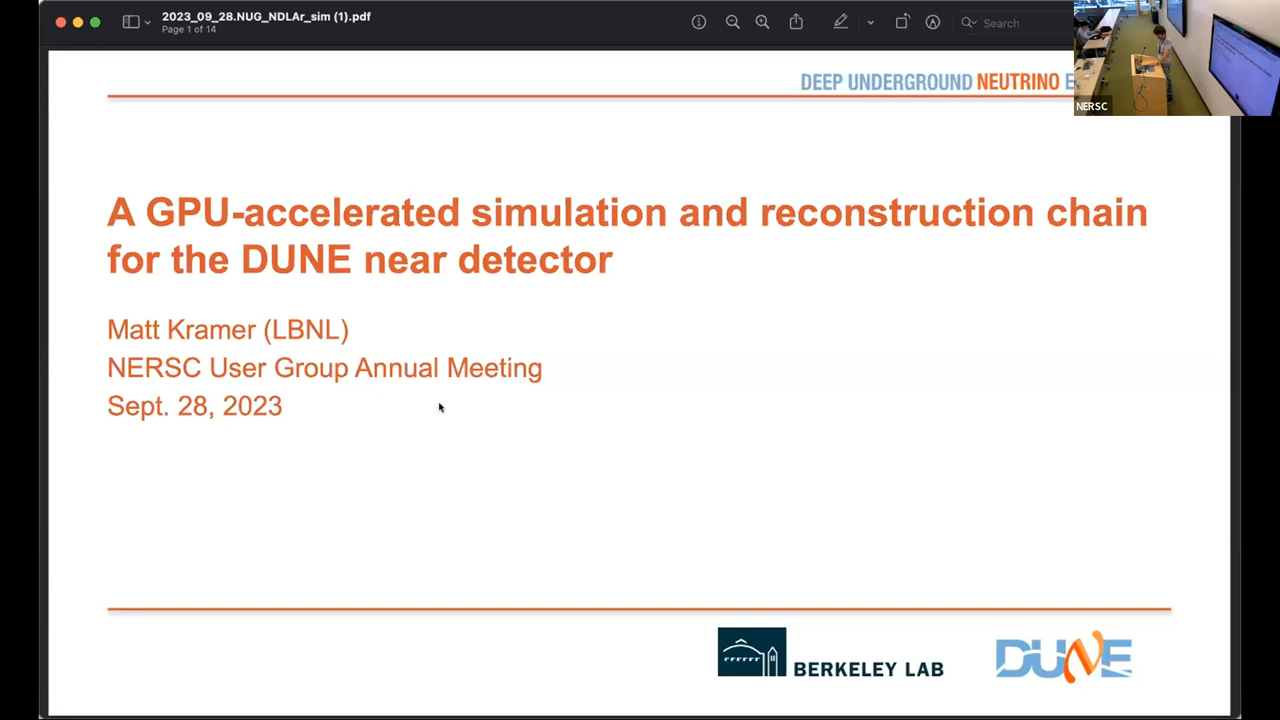 2023_09_28.NUG_NDLAr_sim (1).pdf
Page 1 of 14
Search
NERSC
DEEP UNDERGROUND NEUTRINO E
A GPU-accelerated simulation and reconstruction chain
for the DUNE near detector
Matt Kramer (LBNL)
NERSC User Group Annual Meeting
Sept. 28, 2023
BERKELEY LAB
DUNE